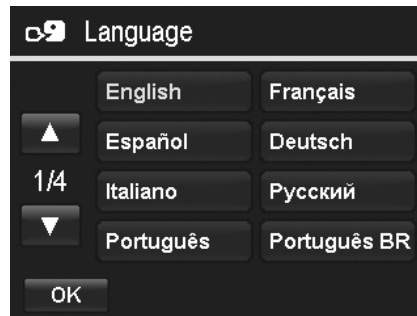 Language
English Français
Español Deutsch
1/4
Italiano Русский
Português Português BR
OK